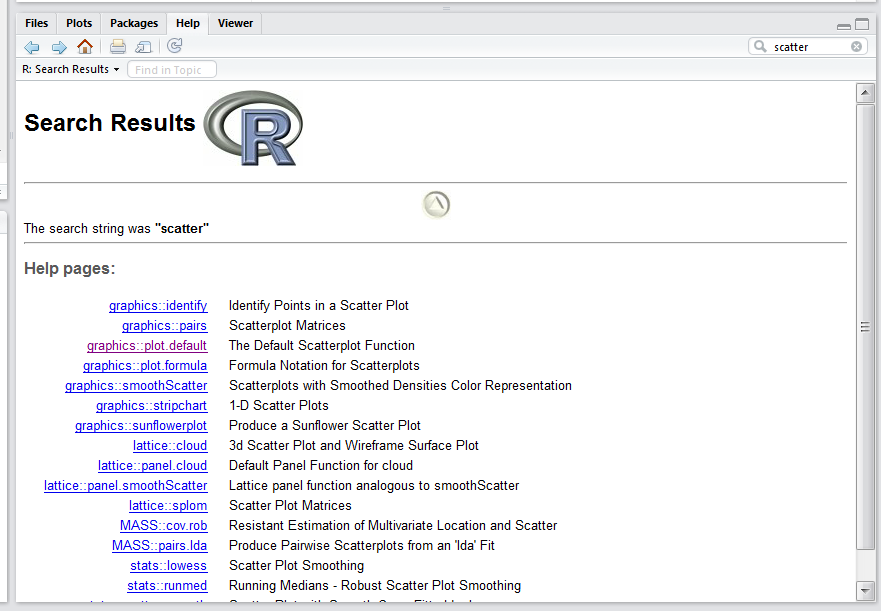 Files Plots Packages Help Viewer
scatter
R: Search Results Find in Topic
Search Results R
The search string was "scatter"
Help pages:
graphics::identify Identify Points in a Scatter Plot
graphics::pairs Scatterplot Matrices
graphics::plot.default The Default Scatterplot Function
graphics::plot.formula Formula Notation for Scatterplots
graphics::smoothScatter Scatterplots with Smoothed Densities Color Representation
graphics::stripchart 1-D Scatter Plots
graphics::sunflowerplot Produce a Sunflower Scatter Plot
lattice::cloud 3d Scatter Plot and Wireframe Surface Plot
lattice::panel.cloud Default Panel Function for cloud
lattice::panel.smoothScatter Lattice panel function analogous to smoothScatter
lattice::splom Scatter Plot Matrices
MASS::cov.rob Resistant Estimation of Multivariate Location and Scatter
MASS::pairs.lda Produce Pairwise Scatterplots from an 'lda' Fit
stats::lowess Scatter Plot Smoothing
stats::runmed Running Medians - Robust Scatter Plot Smoothing